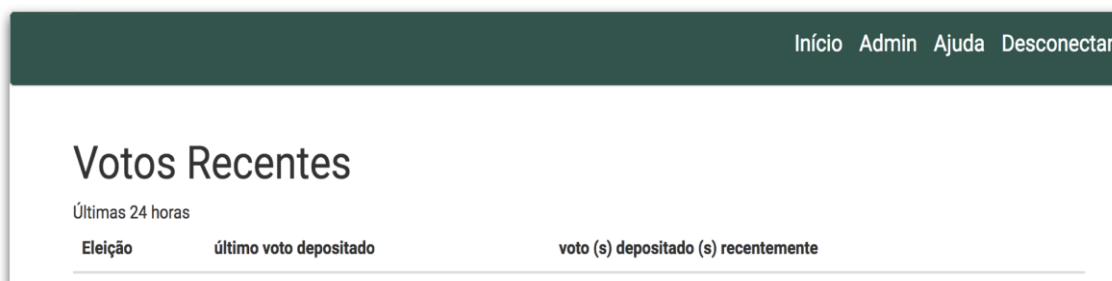 Início Admin Ajuda Desconectar
Votos Recentes
Últimas 24 horas
Eleição último voto depositado voto (s) depositado (s) recentemente